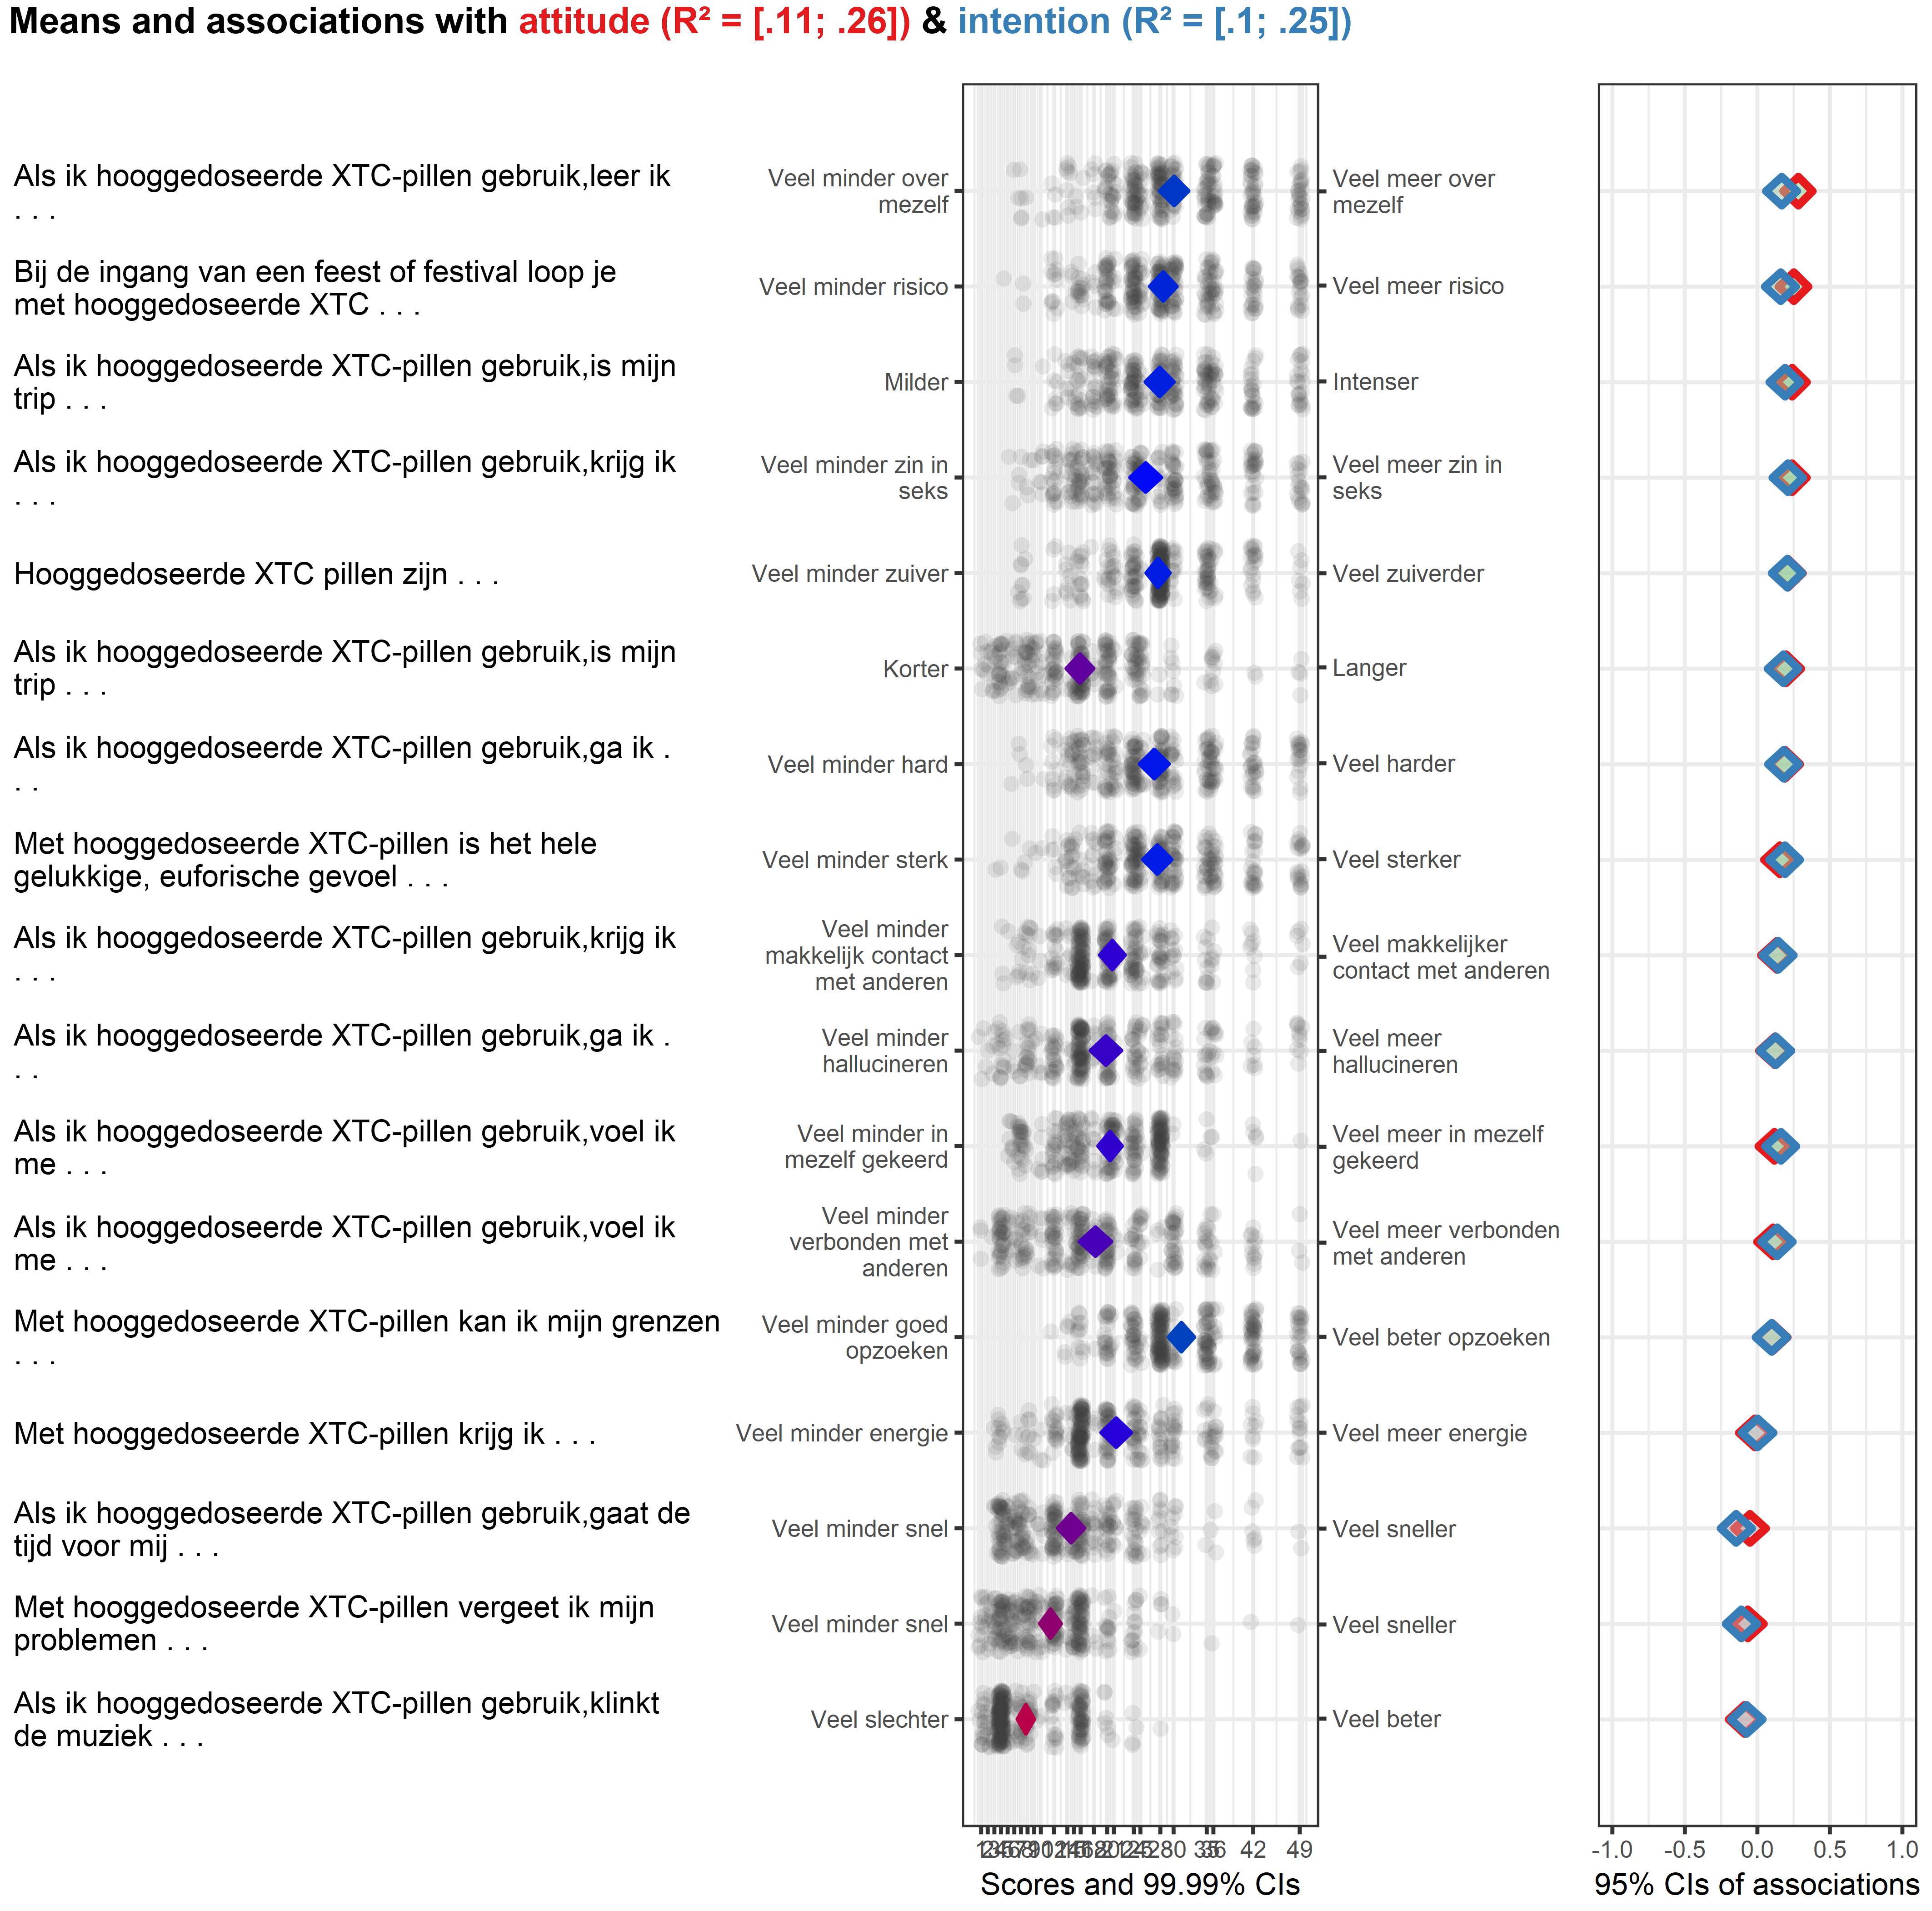 Means and associations with attitude (R² = [.11; .26]) & intention (R² = [.1; .25])
Als ik hooggedoseerde XTC-pillen gebruik,leer ik
. . .
Veel minder over
mezelf
Veel meer over
mezelf
Bij de ingang van een feest of festival loop je
met hooggedoseerde XTC . . .
Veel minder risico
Veel meer risico
Als ik hooggedoseerde XTC-pillen gebruik,is mijn
trip . . .
Milder
Intenser
Als ik hooggedoseerde XTC-pillen gebruik,krijg ik
. . .
Veel minder zin in
seks
Veel meer zin in
seks
Hooggedoseerde XTC pillen zijn . . .
Veel minder zuiver
Veel zuiverder
Als ik hooggedoseerde XTC-pillen gebruik,is mijn
trip . . .
Korter
Langer
Als ik hooggedoseerde XTC-pillen gebruik,ga ik .
. .
Veel minder hard
Veel harder
Met hooggedoseerde XTC-pillen is het hele
gelukkige, euforische gevoel . . .
Veel minder sterk
Veel sterker
Als ik hooggedoseerde XTC-pillen gebruik,krijg ik
. . .
Veel minder
makkelijk contact
met anderen
Veel makkelijker
contact met anderen
Als ik hooggedoseerde XTC-pillen gebruik,ga ik .
. .
Veel minder
hallucineren
Veel meer
hallucineren
Als ik hooggedoseerde XTC-pillen gebruik,voel ik
me . . .
Veel minder in
mezelf gekeerd
Veel meer in mezelf
gekeerd
Als ik hooggedoseerde XTC-pillen gebruik,voel ik
me . . .
Veel minder
verbonden met
anderen
Veel meer verbonden
met anderen
Met hooggedoseerde XTC-pillen kan ik mijn grenzen
. . .
Veel minder goed
opzoeken
Veel beter opzoeken
Met hooggedoseerde XTC-pillen krijg ik . . .
Veel minder energie
Veel meer energie
Als ik hooggedoseerde XTC-pillen gebruik,gaat de
tijd voor mij . . .
Veel minder snel
Veel sneller
Met hooggedoseerde XTC-pillen vergeet ik mijn
problemen . . .
Veel minder snel
Veel sneller
Als ik hooggedoseerde XTC-pillen gebruik,klinkt
de muziek . . .
Veel slechter
Veel beter
42 49
-1.0 -0.5 0.0 0.5 1.0
Scores and 99.99% CIs
95% CIs of associations